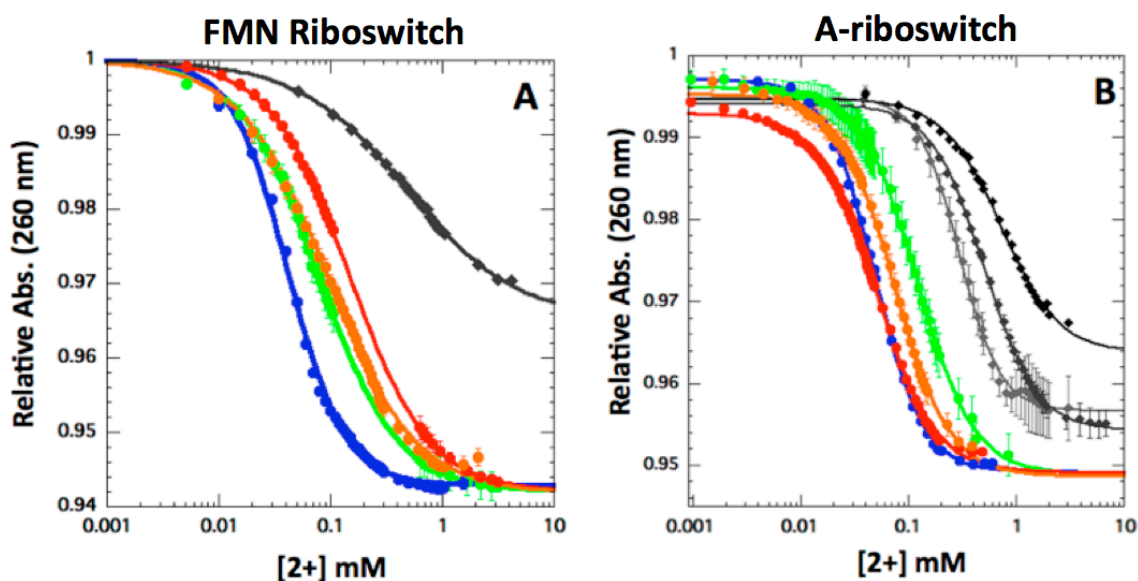 FMN Riboswitch
A
Relative Abs. (260 nm)
1
0.99
0.98
0.97
0.96
0.95
0.94
0.001
0.01
0.1
1
10
[2+] mM
A-riboswitch
B
Relative Abs. (260 nm)
1
0.99
0.98
0.97
0.96
0.95
0.001
0.01
0.1
1
10
[2+] mM